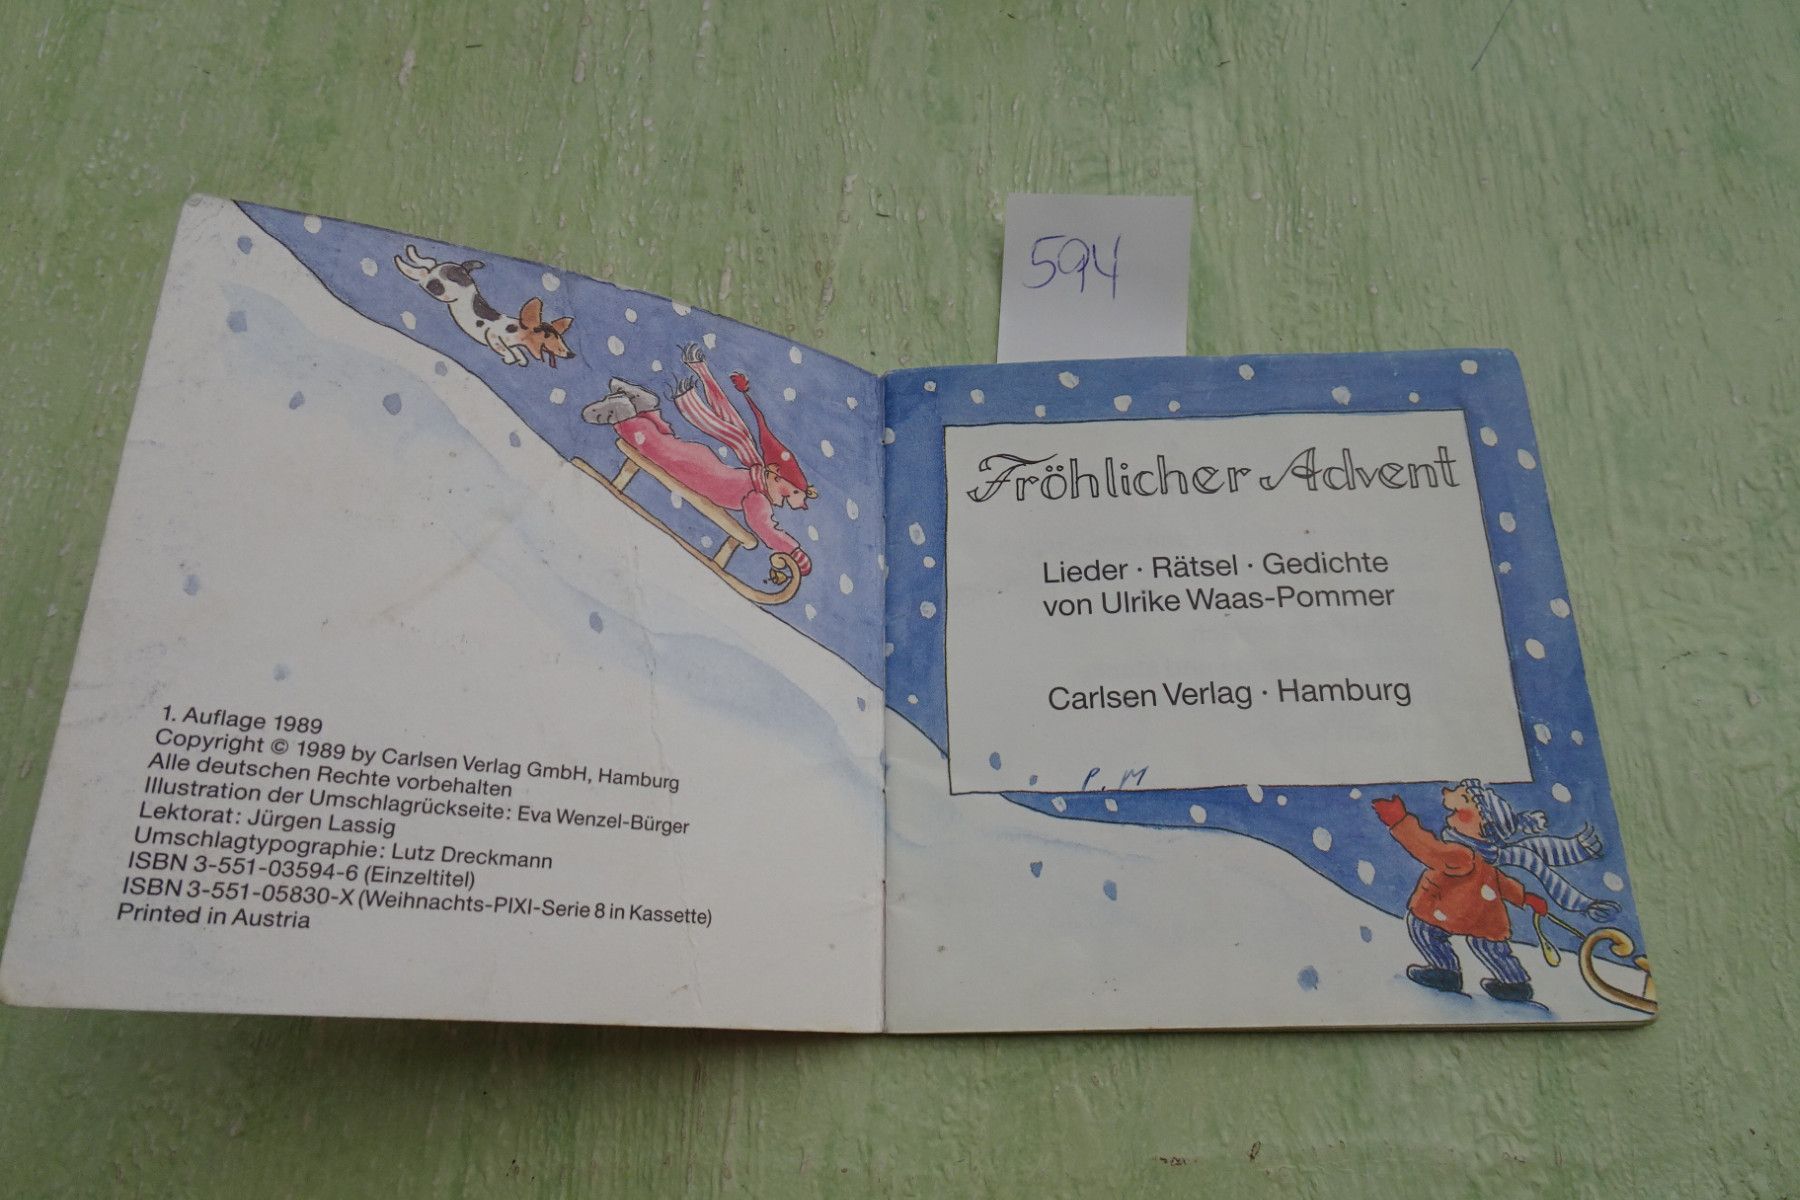 594
1. Auflage 1989
Copyright © 1989 by Carlsen Verlag GmbH, Hamburg
Alle deutschen Rechte vorbehalten
Illustration der Umschlagrückseite: Eva Wenzel-Bürger
Lektorat: Jürgen Lassig
Umschlagtypographie: Lutz Dreckmann
ISBN 3-551-03594-6 (Einzeltitel)
ISBN 3-551-05830-X (Weihnachts-PIXI-Serie 8 in Kassette)
Printed in Austria
Fröhlicher Advent
Lieder · Rätsel · Gedichte
von Ulrike Waas-Pommer
Carlsen Verlag · Hamburg
P. M